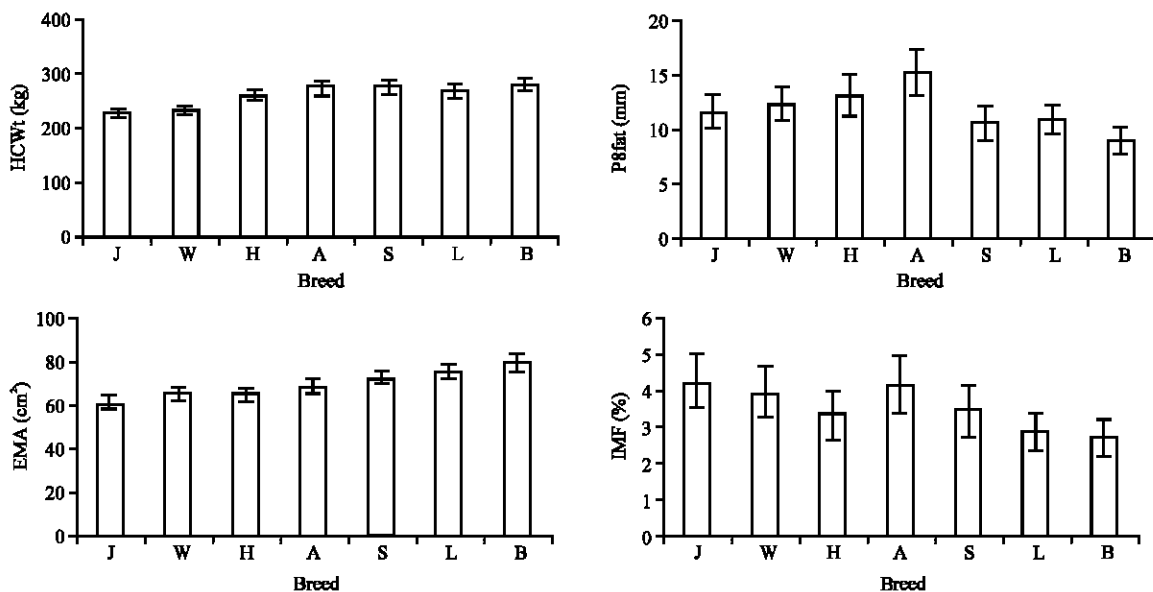 HCWt (kg)
400
300
200
100
0
J W H A S L B
Breed
P8fat (mm)
20
15
10
5
0
J W H A S L B
Breed
EMA (cm²)
100
80
60
40
20
0
J W H A S L B
Breed
IMF (%)
6
5
4
3
2
1
0
J W H A S L B
Breed